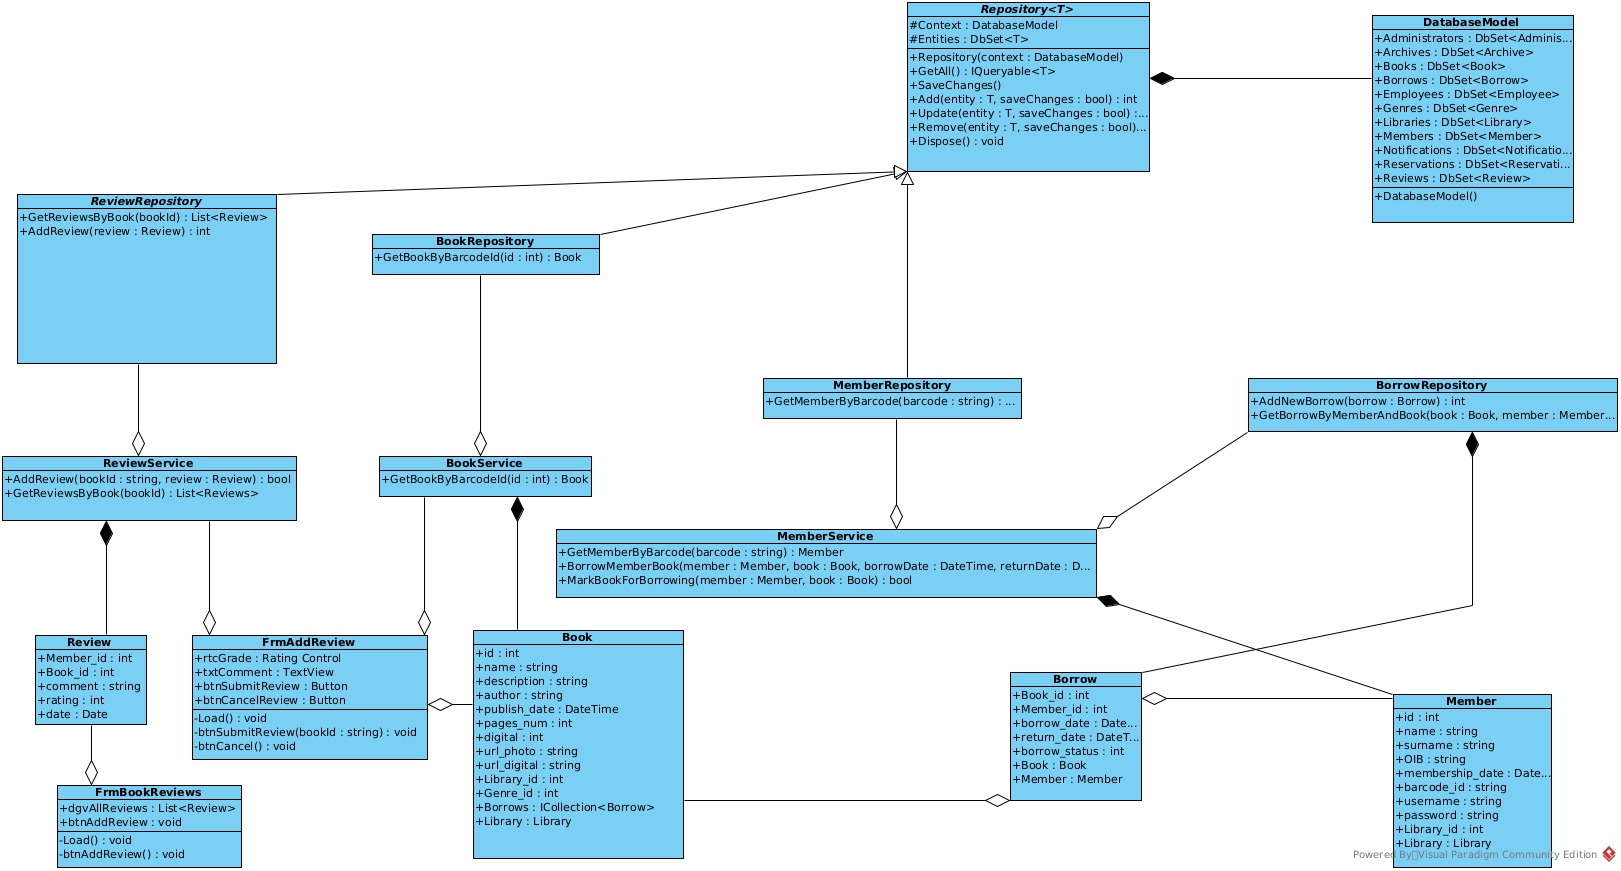 Repository<T>
#Context : DatabaseModel
#Entities : DbSet<T>
+Repository(context : DatabaseModel)
+GetAll() : IQueryable<T>
+SaveChanges()
+Add(entity : T, saveChanges : bool) : int
+Update(entity : T, saveChanges : bool) :...
+Remove(entity : T, saveChanges : bool)...
+Dispose() : void
DatabaseModel
+Administrators : DbSet<Adminis...
+Archives : DbSet<Archive>
+Books : DbSet<Book>
+Borrows : DbSet<Borrow>
+Employees : DbSet<Employee>
+Genres : DbSet<Genre>
+Libraries : DbSet<Library>
+Members : DbSet<Member>
+Notifications : DbSet<Notificatio...
+Reservations : DbSet<Reservati...
+Reviews : DbSet<Review>
+DatabaseModel()
ReviewRepository
+GetReviewsByBook(bookId) : List<Review>
+AddReview(review : Review) : int
BookRepository
+GetBookByBarcodeId(id : int) : Book
MemberRepository
+GetMemberByBarcode(barcode : string) : ...
BorrowRepository
+AddNewBorrow(borrow : Borrow) : int
+GetBorrowByMemberAndBook(book : Book, member : Member...
ReviewService
+AddReview(bookId : string, review : Review) : bool
+GetReviewsByBook(bookId) : List<Reviews>
BookService
+GetBookByBarcodeId(id : int) : Book
MemberService
+GetMemberByBarcode(barcode : string) : Member
+BorrowMemberBook(member : Member, book : Book, borrowDate : DateTime, returnDate : D...
+MarkBookForBorrowing(member : Member, book : Book) : bool
Review
+Member_id : int
+Book_id : int
+comment : string
+rating : int
+date : Date
FrmAddReview
+rtcGrade : Rating Control
+txtComment : TextView
+btnSubmitReview : Button
+btnCancelReview : Button
-Load() : void
-btnSubmitReview(bookId : string) : void
-btnCancel() : void
Book
+id : int
+name : string
+description : string
+author : string
+publish_date : DateTime
+pages_num : int
+digital : int
+url_photo : string
+url_digital : string
+Library_id : int
+Genre_id : int
+Borrows : ICollection<Borrow>
+Library : Library
Borrow
+Book_id : int
+Member_id : int
+borrow_date : Date...
+return_date : DateT...
+borrow_status : int
+Book : Book
+Member : Member
Member
+id : int
+name : string
+surname : string
+OIB : string
+membership_date : Date...
+barcode_id : string
+username : string
+password : string
+Library_id : int
+Library : Library
FrmBookReviews
+dgvAllReviews : List<Review>
+btnAddReview : void
-Load() : void
-btnAddReview() : void
Powered By Visual Paradigm Community Edition